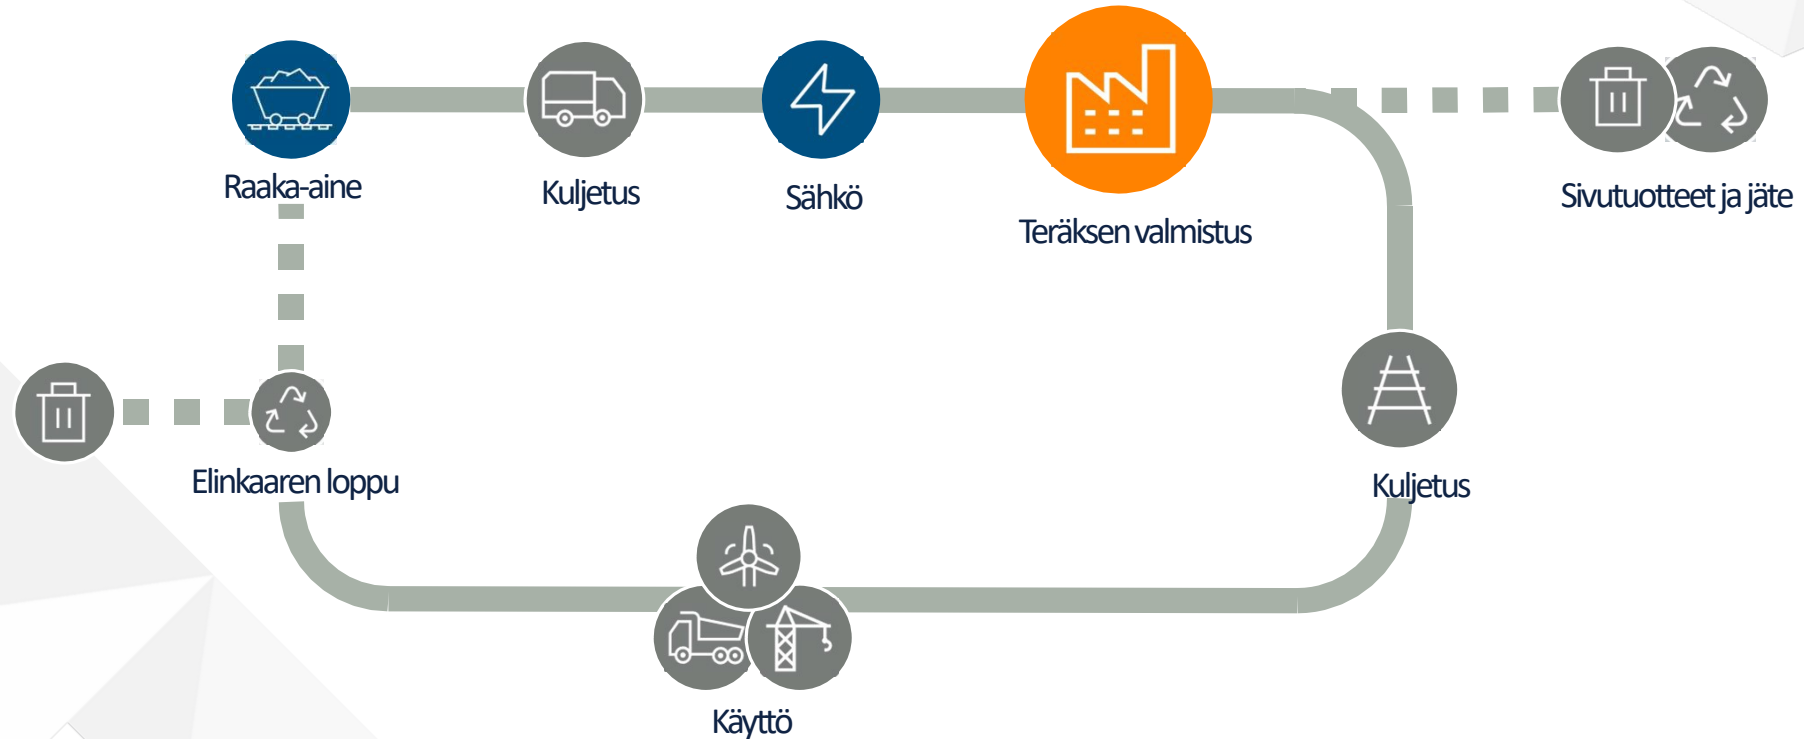 Raaka-aine
Kuljetus
Sähkö
Teräksen valmistus
Sivutuotteet ja jäte
Elinkaaren loppu
Kuljetus
Käyttö